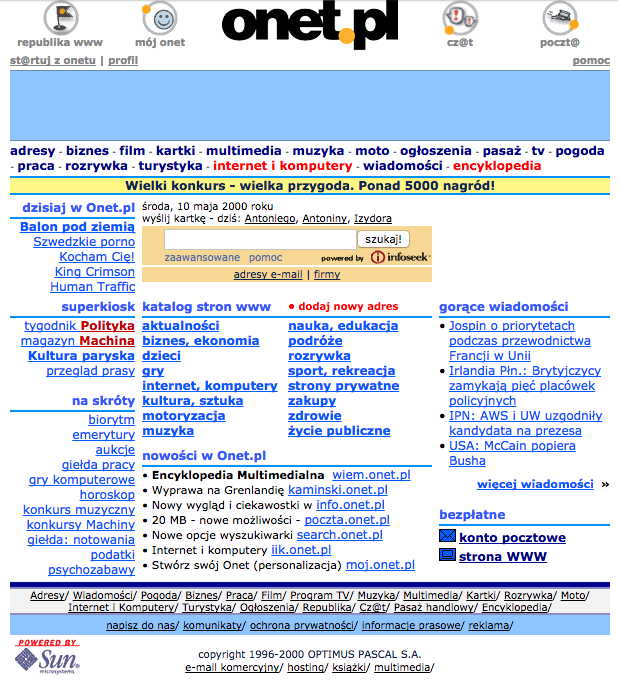 onet.pl
republika www
mój onet
cz@t
poczt@
st@rtuj z onetu | profil
pomoc
adresy - biznes - film - kartki - multimedia - muzyka - moto - ogłoszenia - pasaż - tv - pogoda
- praca - rozrywka - turystyka - internet i komputery - wiadomości - encyklopedia
Wielki konkurs - wielka przygoda. Ponad 5000 nagród!
dzisiaj w Onet.pl
Balon pod ziemią
Szwedzkie porno
Kocham Cię!
King Crimson
Human Traffic
środa, 10 maja 2000 roku
wyślij kartkę - dziś: Antoniego, Antoniny, Izydora
szukaj!
zaawansowane pomoc powered by infoseek
adresy e-mail | firmy
superkiosk
tygodnik Polityka
magazyn Machina
Kultura paryska
przegląd prasy
na skróty
biorytm
emerytury
aukcje
giełda pracy
gry komputerowe
horoskop
konkurs muzyczny
konkursy Machiny
giełda: notowania
podatki
psychozabawy
katalog stron www
• dodaj nowy adres
aktualności
biznes, ekonomia
dzieci
gry
internet, komputery
kultura, sztuka
motoryzacja
muzyka
nauka, edukacja
podróże
rozrywka
sport, rekreacja
strony prywatne
zakupy
zdrowie
życie publiczne
nowości w Onet.pl
• Encyklopedia Multimedialna wiem.onet.pl
• Wyprawa na Grenlandię kaminski.onet.pl
• Nowy wygląd i ciekawostki w info.onet.pl
• 20 MB - nowe możliwości - poczta.onet.pl
• Nowe opcje wyszukiwarki search.onet.pl
• Internet i komputery iik.onet.pl
• Stwórz swój Onet (personalizacja) moj.onet.pl
gorące wiadomości
• Jospin o priorytetach
podczas przewodnictwa
Francji w Unii
• Irlandia Płn.: Brytyjczycy
zamykają pięć placówek
policyjnych
• IPN: AWS i UW uzgodniły
kandydata na prezesa
• USA: McCain popiera
Busha
więcej wiadomości »
bezpłatne
konto pocztowe
strona WWW
Adresy/ Wiadomości/ Pogoda/ Biznes/ Praca/ Film/ Program TV/ Muzyka/ Multimedia/ Kartki/ Rozrywka/ Moto/
Internet i Komputery/ Turystyka/ Ogłoszenia/ Republika/ Cz@t/ Pasaż handlowy/ Encyklopedia/
napisz do nas/ komunikaty/ ochrona prywatności/ informacje prasowe/ reklama/
POWERED BY
Sun
microsystems
copyright 1996-2000 OPTIMUS PASCAL S.A.
e-mail komercyjny/ hosting/ książki/ multimedia/